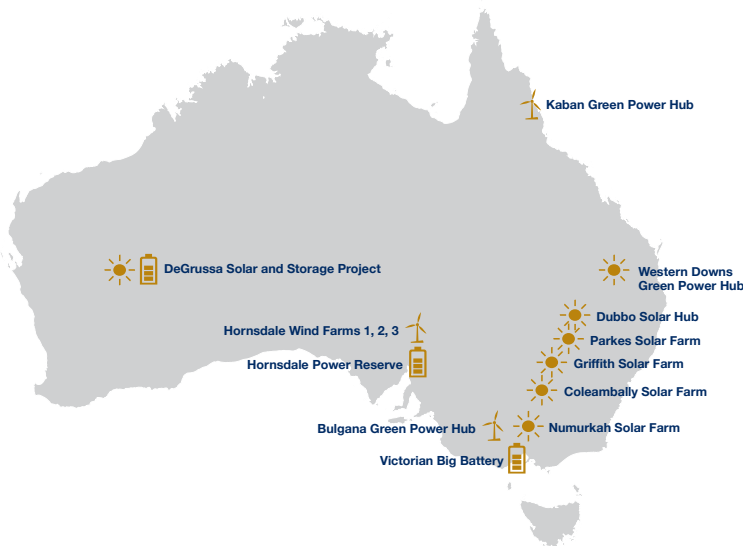 Kaban Green Power Hub
DeGrussa Solar and Storage Project
Western Downs
Green Power Hub
Dubbo Solar Hub
Hornsdale Wind Farms 1, 2, 3
Parkes Solar Farm
Hornsdale Power Reserve
Griffith Solar Farm
Coleambally Solar Farm
Bulgana Green Power Hub
Numurkah Solar Farm
Victorian Big Battery